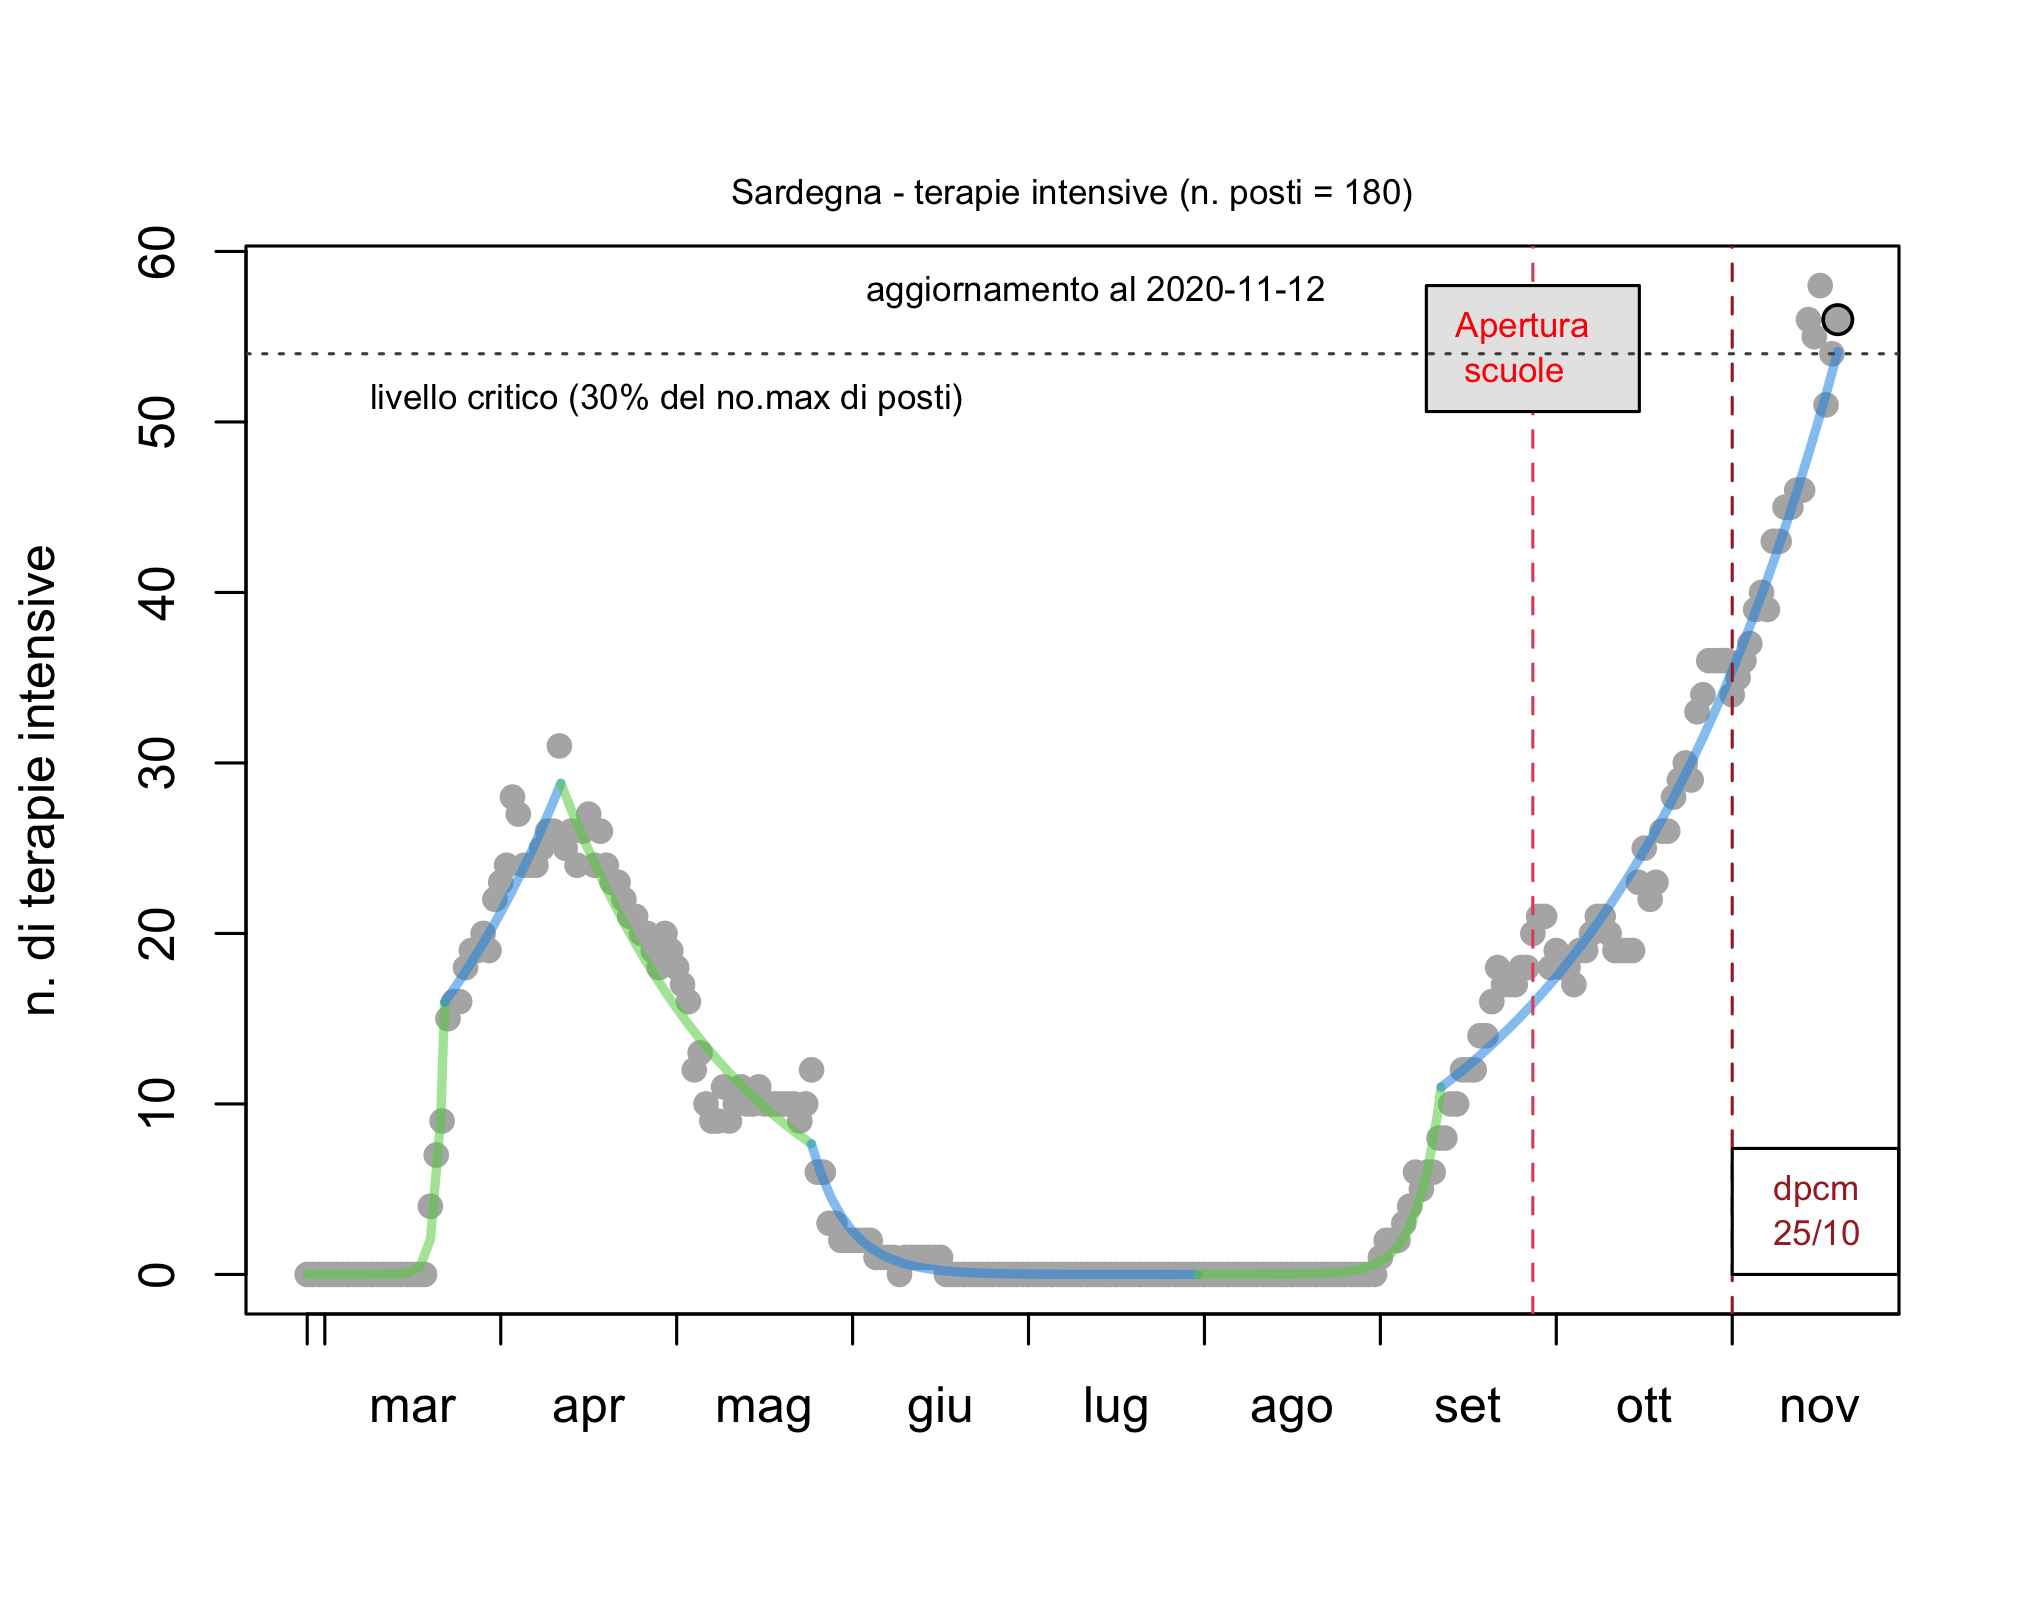 Sardegna - terapie intensive (n. posti = 180)
aggiornamento al 2020-11-12
Apertura
scuole
livello critico (30% del no.max di posti)
n. di terapie intensive
60
50
40
30
20
10
0
dpcm
25/10
mar apr mag giu lug ago set ott nov